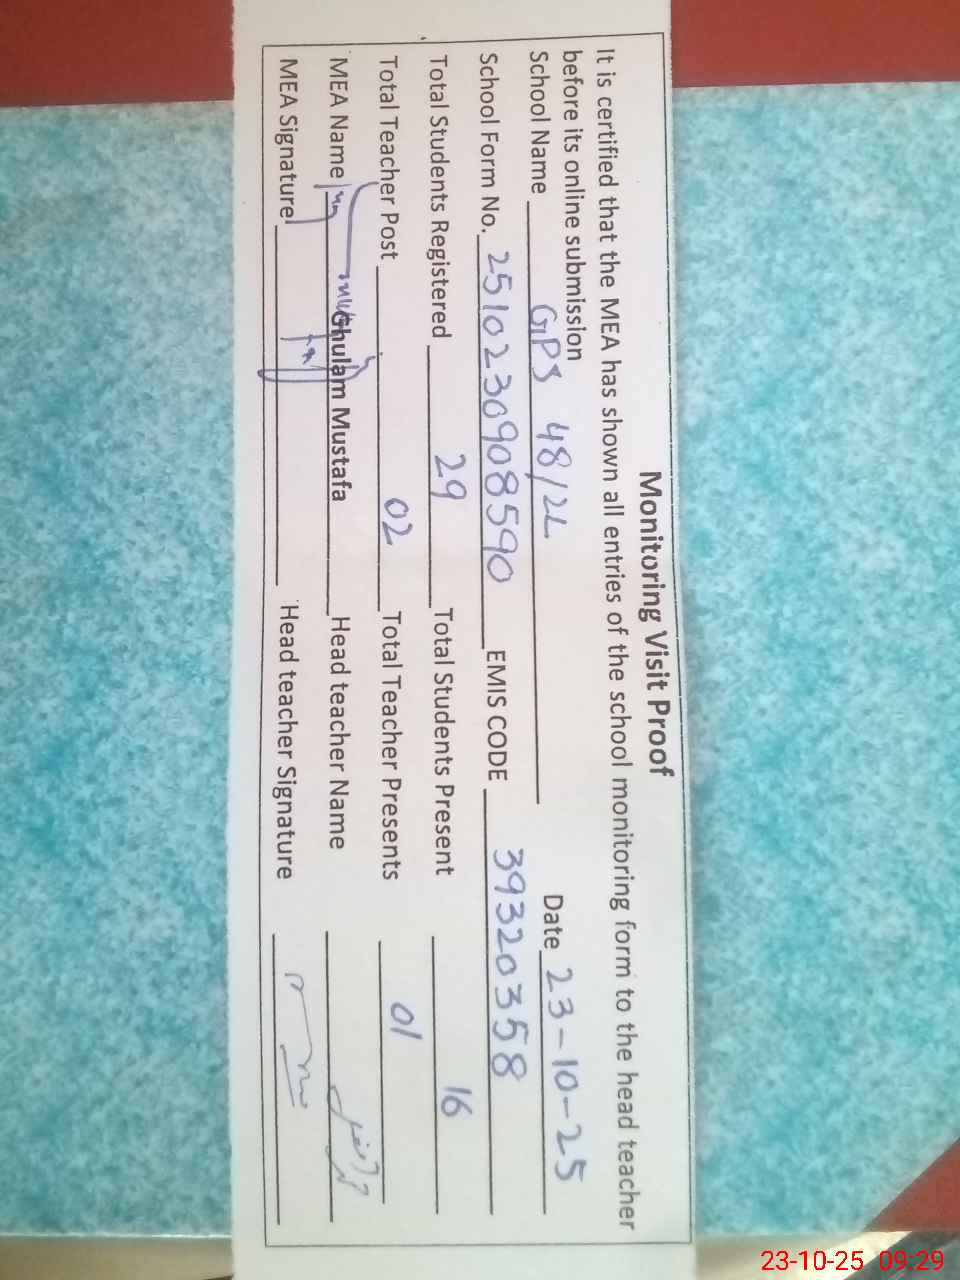 Monitoring Visit Proof
It is certified that the MEA has shown all entries of the school monitoring form to the head teacher
before its online submission
School Name GPS 48/2L Date 23-10-25
School Form No. 2510230908590 EMIS CODE 39320358
Total Students Registered 29 Total Students Present 16
Total Teacher Post 02 Total Teacher Presents 01
MEA Name Ghulam Mustafa Head teacher Name
MEA Signature Head teacher Signature
23-10-25 09:29